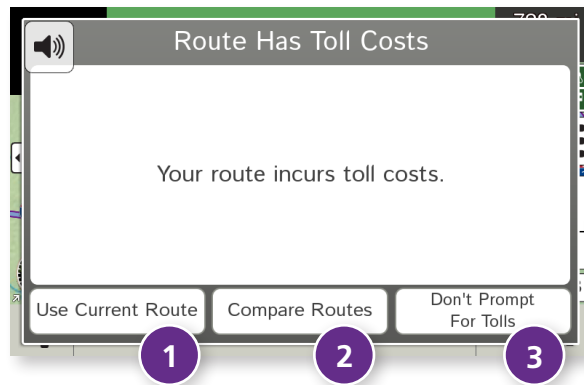 Route Has Toll Costs
Your route incurs toll costs.
Use Current Route
Compare Routes
Don't Prompt
For Tolls
1
2
3